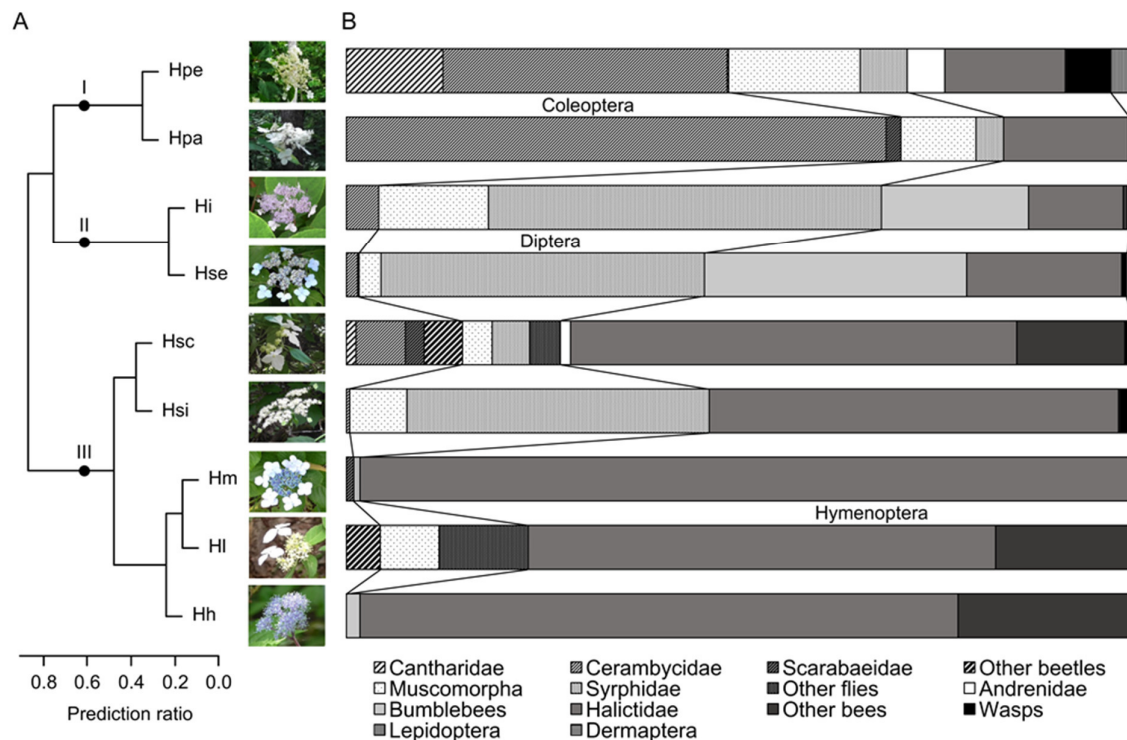 A
B
I
Hpe
Coleoptera
Hpa
Hi
II
Diptera
Hse
Hsc
Hsi
III
Hm
Hymenoptera
Hl
Hh
0.8 0.6 0.4 0.2 0.0
Prediction ratio
Cantharidae Cerambycidae Scarabaeidae Other beetles
Muscomorpha Syrphidae Other flies Andrenidae
Bumblebees Halictidae Other bees Wasps
Lepidoptera Dermaptera